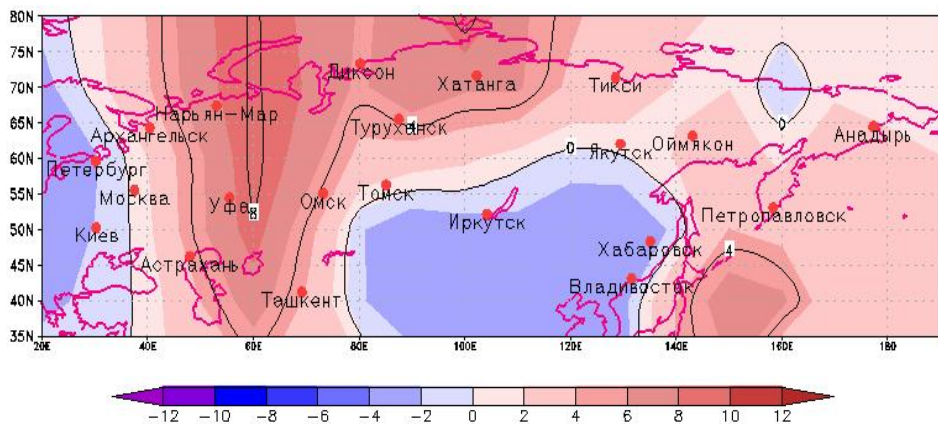 80N
75N
Диксон
Хатанга
Тикси
70N
Нарьян-Мар
65N
Архангельск
Туруханск
4
0
Анадырь
60N
Петербург
0
Якутск
Оймякон
55N
Москва
Уфа
8
Омск
Томск
Петропавловск
50N
Киев
Иркутск
Хабаровск
4
45N
Астрахань
Владивосток
40N
Ташкент
35N
20E 40E 60E 80E 100E 120E 140E 160E 180
-12 -10 -8 -6 -4 -2 0 2 4 6 8 10 12